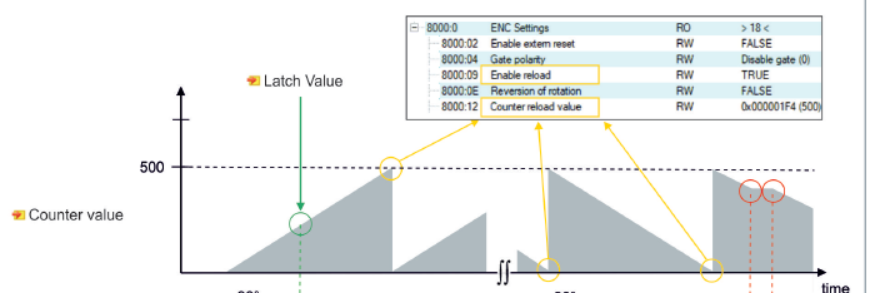 8000:0 ENC Settings RO > 18 <
8000:02 Enable extern reset RW FALSE
8000:04 Gate polarity RW Disable gate (0)
8000:09 Enable reload RW TRUE
8000:0E Reversion of rotation RW FALSE
8000:12 Counter reload value RW 0x000001F4 (500)
Latch Value
500
Counter value
time